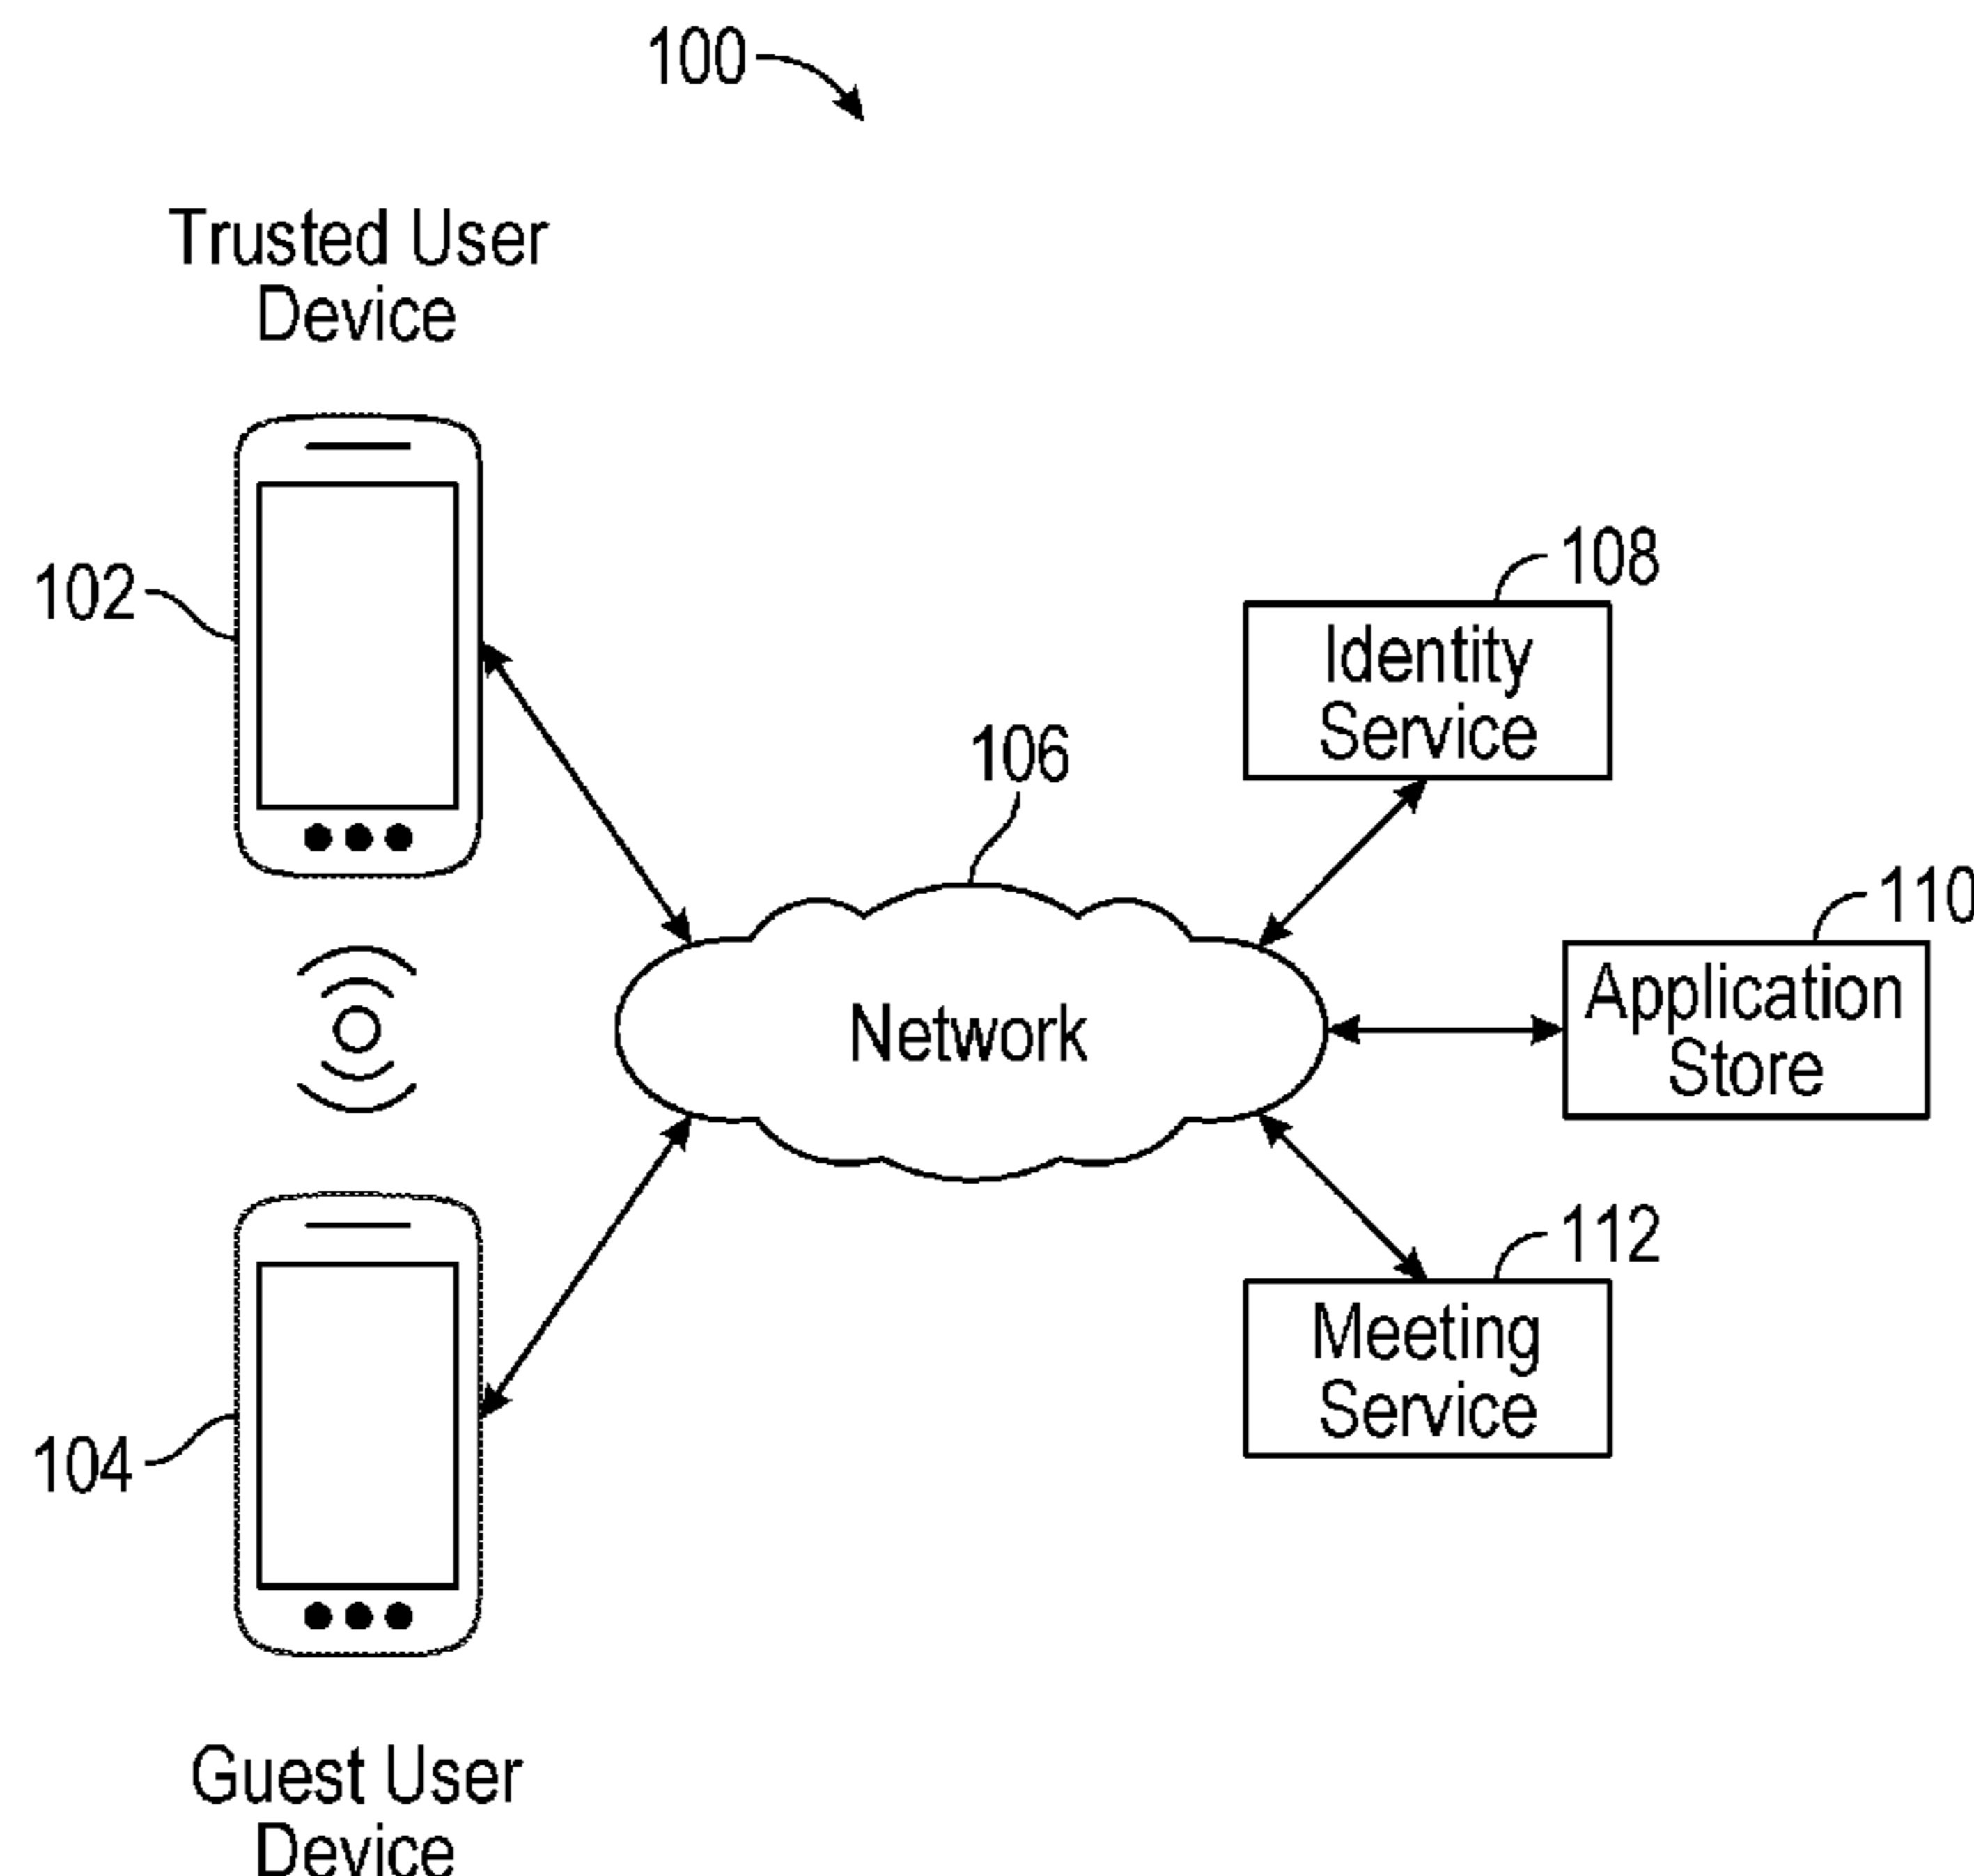 100
Trusted User
Device
102
108
Identity
Service
106
110
Application
Store
Network
112
Meeting
Service
104
Guest User
Device